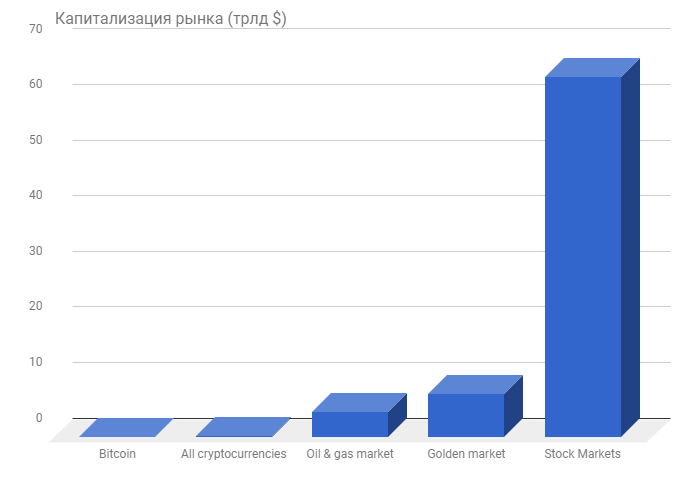 Капитализация рынка (трлд $)
70
60
50
40
30
20
10
0
Bitcoin
All cryptocurrencies
Oil & gas market
Golden market
Stock Markets